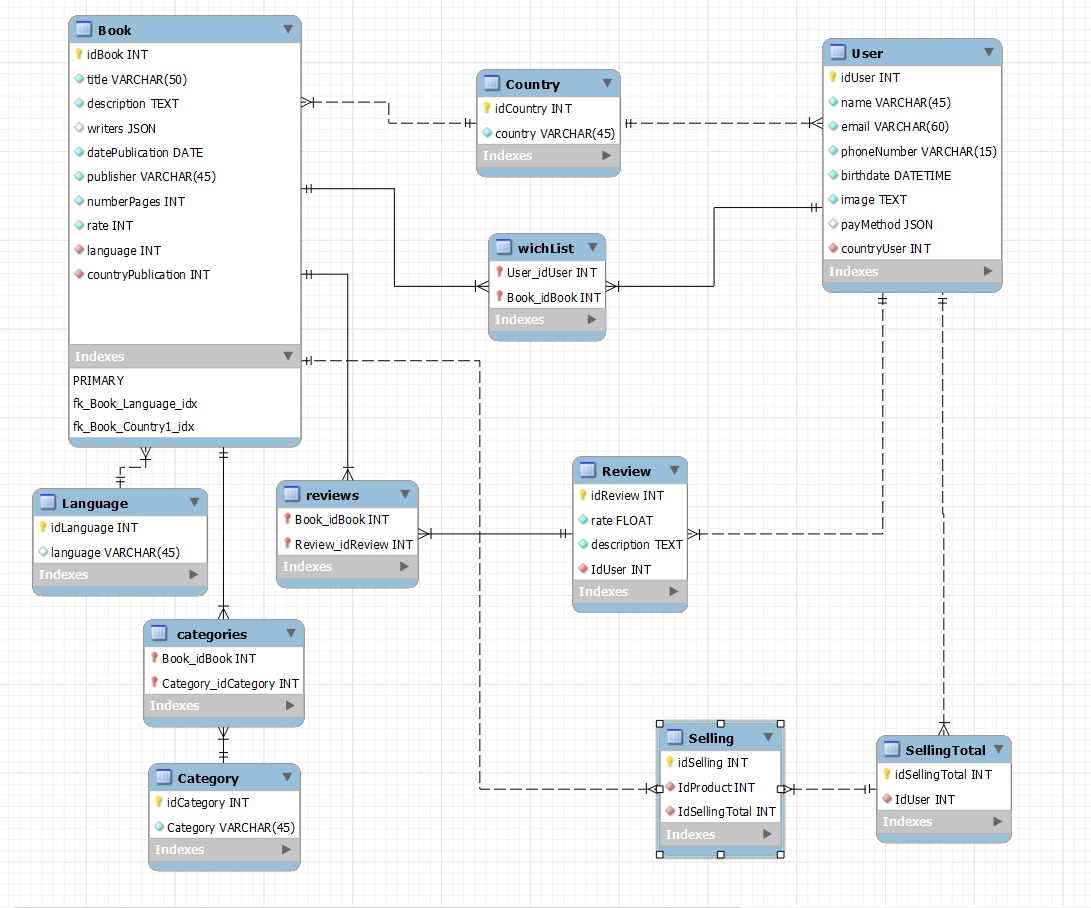 Book
idBook INT
title VARCHAR(50)
description TEXT
writers JSON
datePublication DATE
publisher VARCHAR(45)
numberPages INT
rate INT
language INT
countryPublication INT
Indexes
PRIMARY
fk_Book_Language_idx
fk_Book_Country1_idx
Country
idCountry INT
country VARCHAR(45)
Indexes
User
idUser INT
name VARCHAR(45)
email VARCHAR(60)
phoneNumber VARCHAR(15)
birthdate DATETIME
image TEXT
payMethod JSON
countryUser INT
Indexes
wichList
User_idUser INT
Book_idBook INT
Indexes
Language
idLanguage INT
language VARCHAR(45)
Indexes
reviews
Book_idBook INT
Review_idReview INT
Indexes
Review
idReview INT
rate FLOAT
description TEXT
IdUser INT
Indexes
categories
Book_idBook INT
Category_idCategory INT
Indexes
Category
idCategory INT
Category VARCHAR(45)
Indexes
Selling
idSelling INT
IdProduct INT
IdSellingTotal INT
Indexes
SellingTotal
idSellingTotal INT
IdUser INT
Indexes